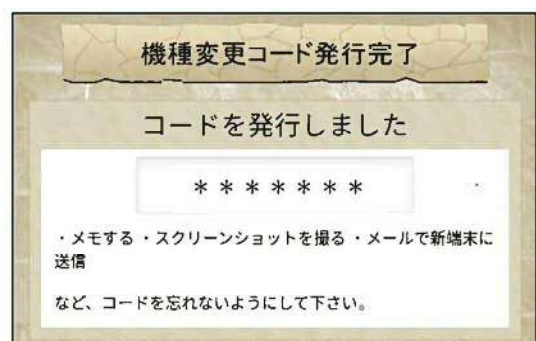 機種変更コード発行完了
コードを発行しました
*******
・メモする ・スクリーンショットを撮る ・メールで新端末に
送信
など、コードを忘れないようにして下さい。